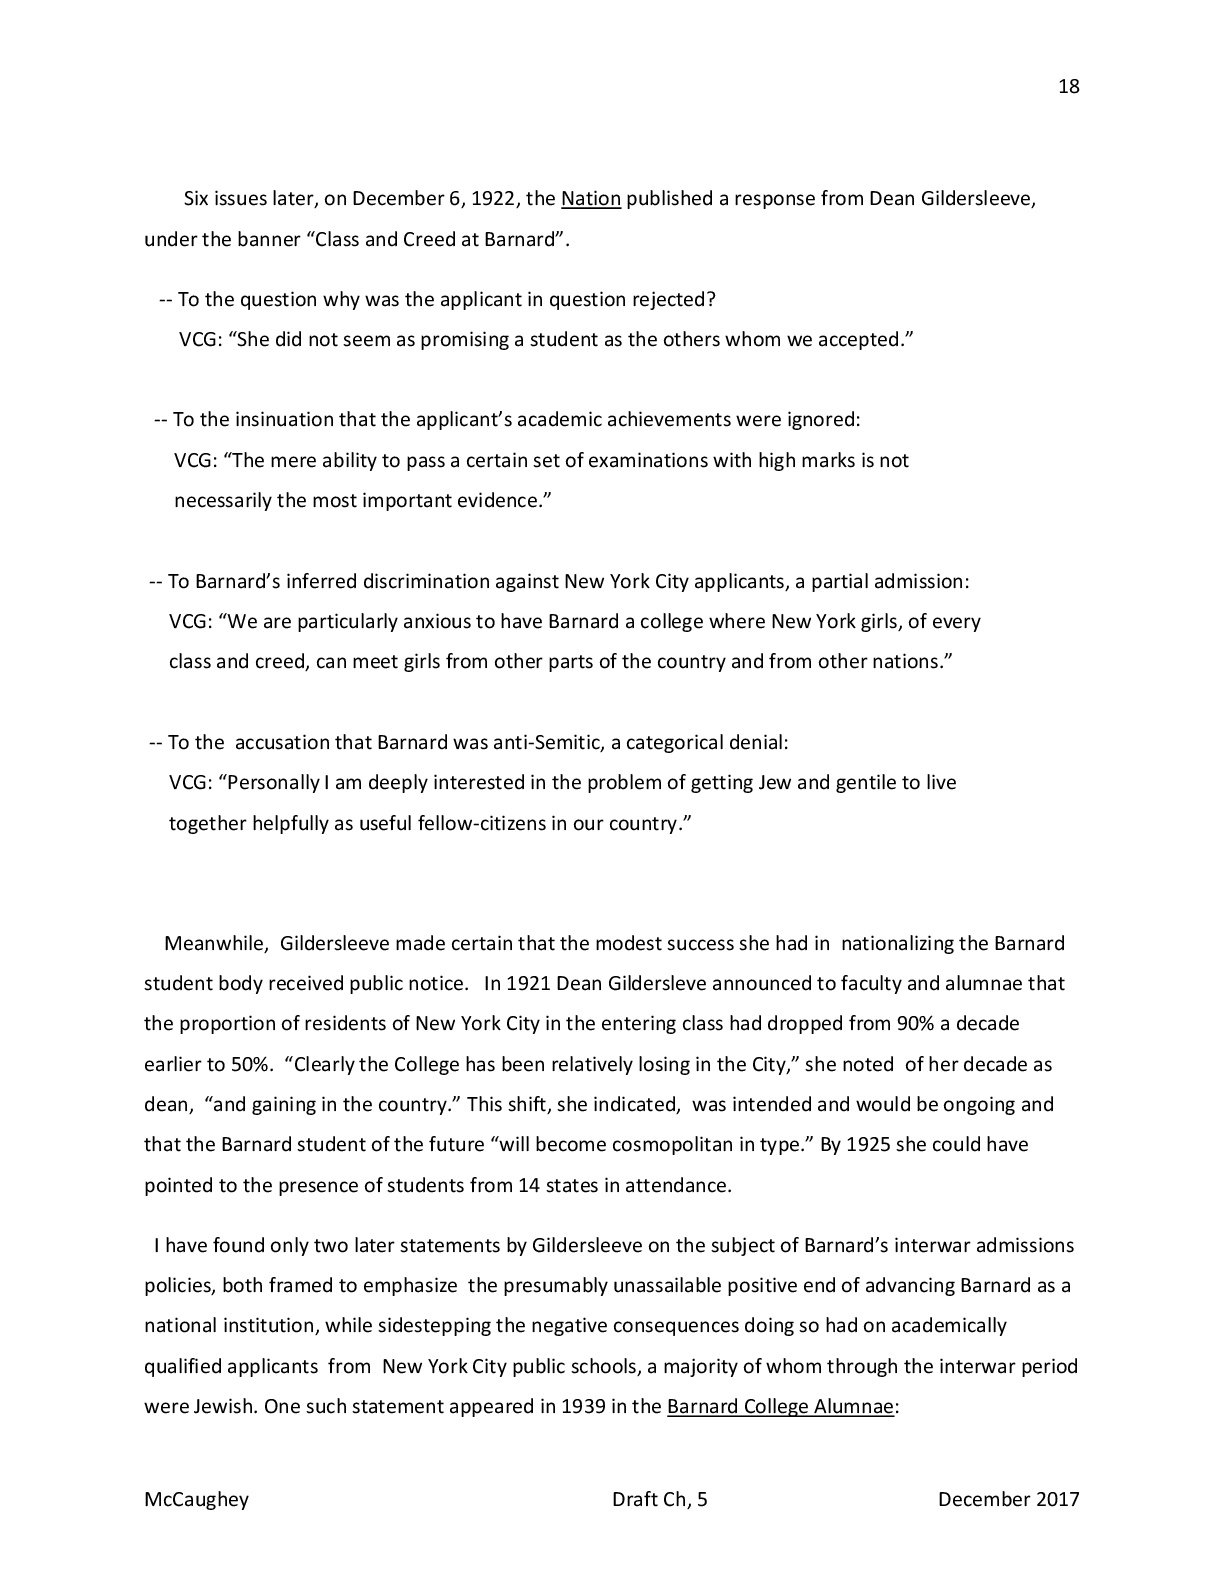 18
Six issues later, on December 6, 1922, the Nation published a response from Dean Gildersleeve,
under the banner “Class and Creed at Barnard”.
-- To the question why was the applicant in question rejected?
VCG: “She did not seem as promising a student as the others whom we accepted.”
-- To the insinuation that the applicant’s academic achievements were ignored:
VCG: “The mere ability to pass a certain set of examinations with high marks is not
necessarily the most important evidence.”
-- To Barnard’s inferred discrimination against New York City applicants, a partial admission:
VCG: “We are particularly anxious to have Barnard a college where New York girls, of every
class and creed, can meet girls from other parts of the country and from other nations.”
-- To the accusation that Barnard was anti-Semitic, a categorical denial:
VCG: “Personally I am deeply interested in the problem of getting Jew and gentile to live
together helpfully as useful fellow-citizens in our country.”
Meanwhile, Gildersleeve made certain that the modest success she had in nationalizing the Barnard
student body received public notice. In 1921 Dean Gildersleve announced to faculty and alumnae that
the proportion of residents of New York City in the entering class had dropped from 90% a decade
earlier to 50%. “Clearly the College has been relatively losing in the City,” she noted of her decade as
dean, “and gaining in the country.” This shift, she indicated, was intended and would be ongoing and
that the Barnard student of the future “will become cosmopolitan in type.” By 1925 she could have
pointed to the presence of students from 14 states in attendance.
I have found only two later statements by Gildersleeve on the subject of Barnard’s interwar admissions
policies, both framed to emphasize the presumably unassailable positive end of advancing Barnard as a
national institution, while sidestepping the negative consequences doing so had on academically
qualified applicants from New York City public schools, a majority of whom through the interwar period
were Jewish. One such statement appeared in 1939 in the Barnard College Alumnae:
McCaughey Draft Ch, 5 December 2017